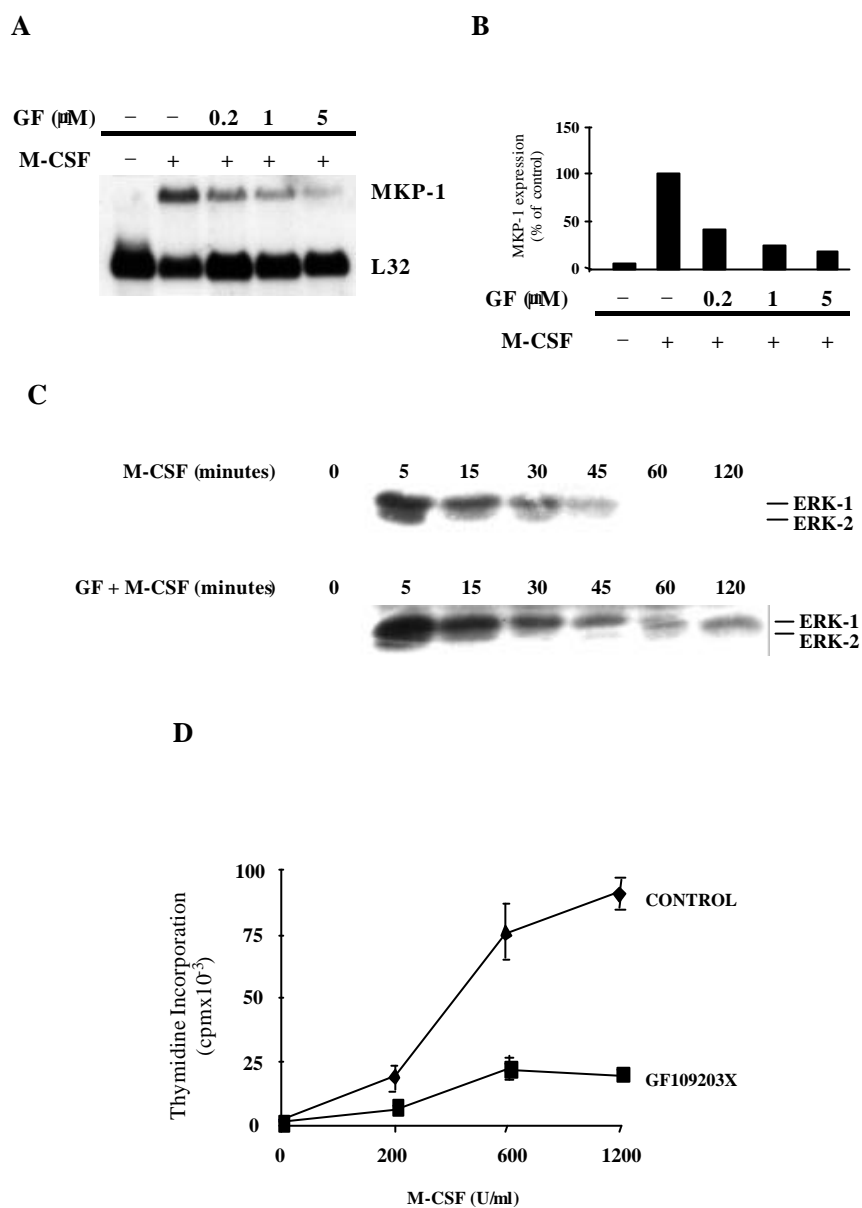 A
GF (µM) – – 0.2 1 5
M-CSF – + + + +
MKP-1
L32
B
MKP-1 expression
(% of control)
150
100
50
0
GF (µM) – – 0.2 1 5
M-CSF – + + + +
C
M-CSF (minutes) 0 5 15 30 45 60 120
ERK-1
ERK-2
GF + M-CSF (minutes) 0 5 15 30 45 60 120
ERK-1
ERK-2
D
Thymidine Incorporation
(cpmx10⁻³)
100
75
50
25
0
CONTROL
GF109203X
0 200 600 1200
M-CSF (U/ml)